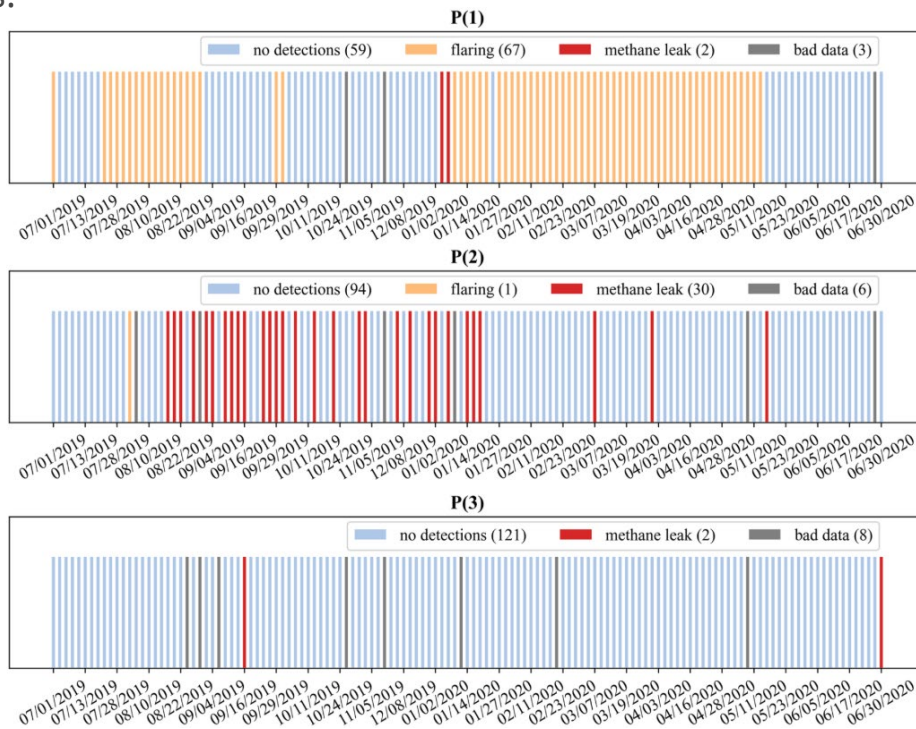 P(1)
no detections (59) flaring (67) methane leak (2) bad data (3)
07/01/2019 07/13/2019 07/28/2019 08/10/2019 08/22/2019 09/04/2019 09/16/2019 09/29/2019 10/11/2019 10/24/2019 11/05/2019 12/08/2019 01/02/2020 01/14/2020 01/27/2020 02/11/2020 02/23/2020 03/07/2020 03/19/2020 04/03/2020 04/16/2020 04/28/2020 05/11/2020 05/23/2020 06/05/2020 06/17/2020 06/30/2020
P(2)
no detections (94) flaring (1) methane leak (30) bad data (6)
07/01/2019 07/13/2019 07/28/2019 08/10/2019 08/22/2019 09/04/2019 09/16/2019 09/29/2019 10/11/2019 10/24/2019 11/05/2019 12/08/2019 01/02/2020 01/14/2020 01/27/2020 02/11/2020 02/23/2020 03/07/2020 03/19/2020 04/03/2020 04/16/2020 04/28/2020 05/11/2020 05/23/2020 06/05/2020 06/17/2020 06/30/2020
P(3)
no detections (121) methane leak (2) bad data (8)
07/01/2019 07/13/2019 07/28/2019 08/10/2019 08/22/2019 09/04/2019 09/16/2019 09/29/2019 10/11/2019 10/24/2019 11/05/2019 12/08/2019 01/02/2020 01/14/2020 01/27/2020 02/11/2020 02/23/2020 03/07/2020 03/19/2020 04/03/2020 04/16/2020 04/28/2020 05/11/2020 05/23/2020 06/05/2020 06/17/2020 06/30/2020